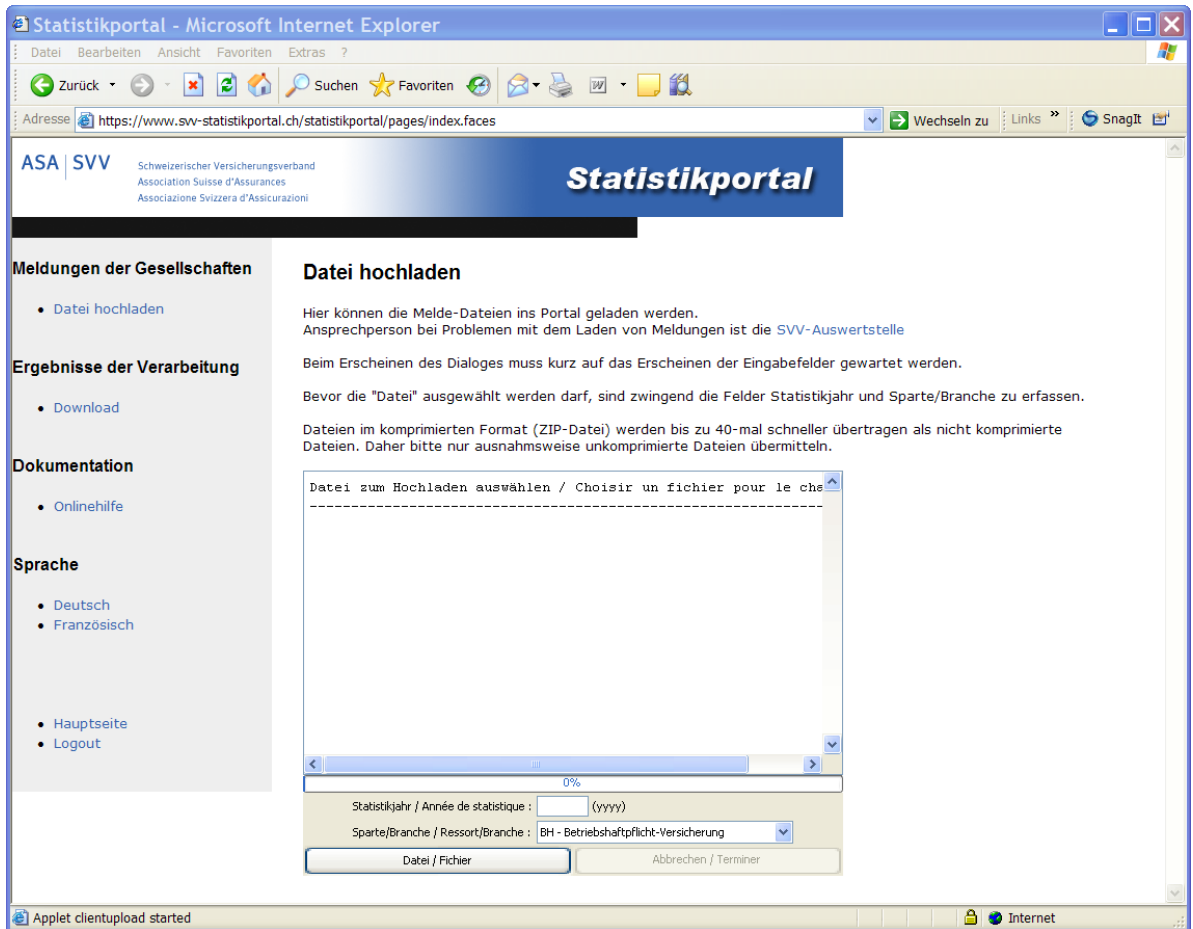 Statistikportal - Microsoft Internet Explorer
Datei Bearbeiten Ansicht Favoriten Extras ?
Zurück Suchen Favoriten
Adresse https://www.svv-statistikportal.ch/statistikportal/pages/index.faces Wechseln zu Links » SnagIt
ASA | SVV
Schweizerischer Versicherungsverband
Association Suisse d'Assurances
Associazione Svizzera d'Assicurazioni
Statistikportal
Meldungen der Gesellschaften
Datei hochladen
Ergebnisse der Verarbeitung
Download
Dokumentation
Onlinehilfe
Sprache
Deutsch
Französisch
Hauptseite
Logout
Datei hochladen
Hier können die Melde-Dateien ins Portal geladen werden.
Ansprechperson bei Problemen mit dem Laden von Meldungen ist die SVV-Auswertstelle
Beim Erscheinen des Dialoges muss kurz auf das Erscheinen der Eingabefelder gewartet werden.
Bevor die "Datei" ausgewählt werden darf, sind zwingend die Felder Statistikjahr und Sparte/Branche zu erfassen.
Dateien im komprimierten Format (ZIP-Datei) werden bis zu 40-mal schneller übertragen als nicht komprimierte
Dateien. Daher bitte nur ausnahmsweise unkomprimierte Dateien übermitteln.
Datei zum Hochladen auswählen / Choisir un fichier pour le cha
----------------------------------------------------------------
0%
Statistikjahr / Année de statistique : (yyyy)
Sparte/Branche / Ressort/Branche : BH - Betriebshaftpflicht-Versicherung
Datei / Fichier
Abbrechen / Terminer
Applet clientupload started
Internet